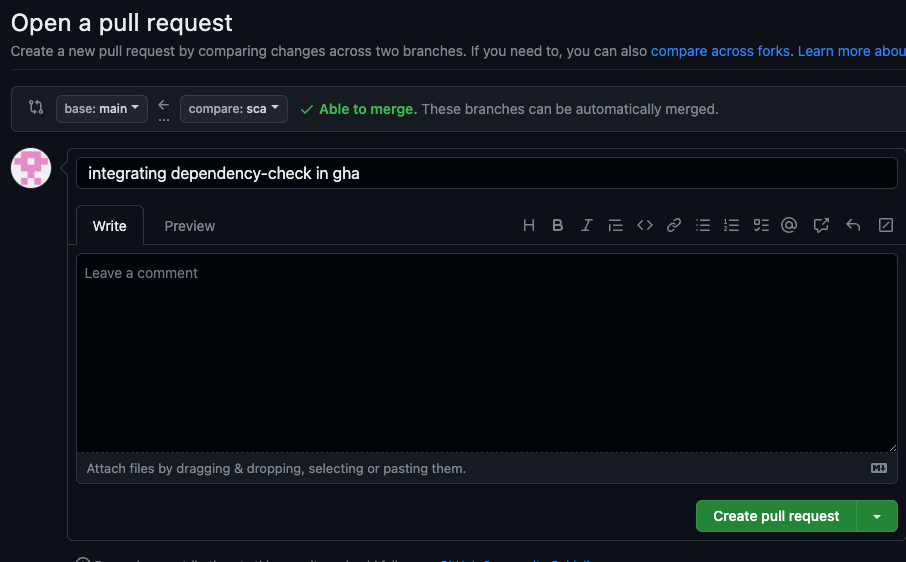 Open a pull request
Create a new pull request by comparing changes across two branches. If you need to, you can also compare across forks. Learn more abou
base: main ← compare: sca ✓ Able to merge. These branches can be automatically merged.
...
integrating dependency-check in gha
Write Preview
Leave a comment
Attach files by dragging & dropping, selecting or pasting them.
Create pull request